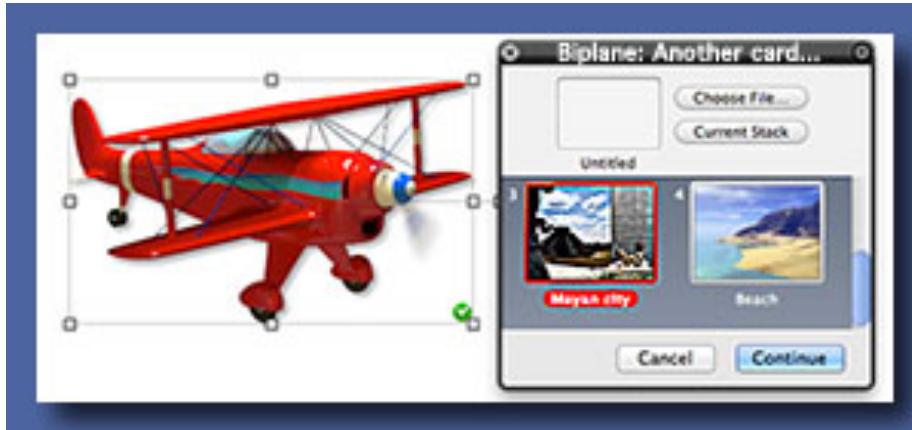 Biplane: Another card...
Choose File...
Current Stack
Untitled
3
4
Mayan city
Beach
Cancel
Continue